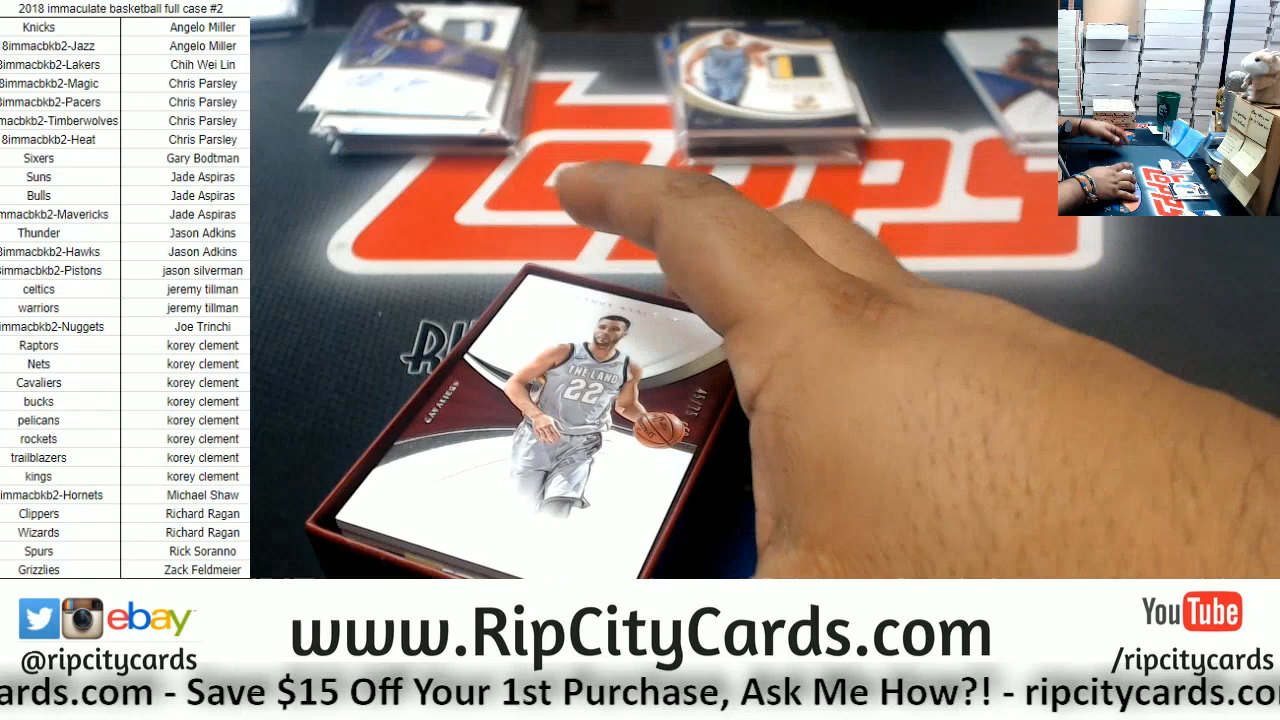 2018 immaculate basketball full case #2
Knicks Angelo Miller
8immacbkb2-Jazz Angelo Miller
8immacbkb2-Lakers Chih Wei Lin
8immacbkb2-Magic Chris Parsley
8immacbkb2-Pacers Chris Parsley
macbkb2-Timberwolves Chris Parsley
8immacbkb2-Heat Chris Parsley
Sixers Gary Bodtman
Suns Jade Aspiras
Bulls Jade Aspiras
mmacbkb2-Mavericks Jade Aspiras
Thunder Jason Adkins
8immacbkb2-Hawks Jason Adkins
8immacbkb2-Pistons jason silverman
celtics jeremy tillman
warriors jeremy tillman
immacbkb2-Nuggets Joe Trinchi
Raptors korey clement
Nets korey clement
Cavaliers korey clement
bucks korey clement
pelicans korey clement
rockets korey clement
trailblazers korey clement
kings korey clement
immacbkb2-Hornets Michael Shaw
Clippers Richard Ragan
Wizards Richard Ragan
Spurs Rick Soranno
Grizzlies Zack Feldmeier
CAVALIERS
THE LAND
22
ebay
@ripcitycards
www.RipCityCards.com
YouTube
/ripcitycards
cards.com - Save $15 Off Your 1st Purchase, Ask Me How?! - ripcitycards.co